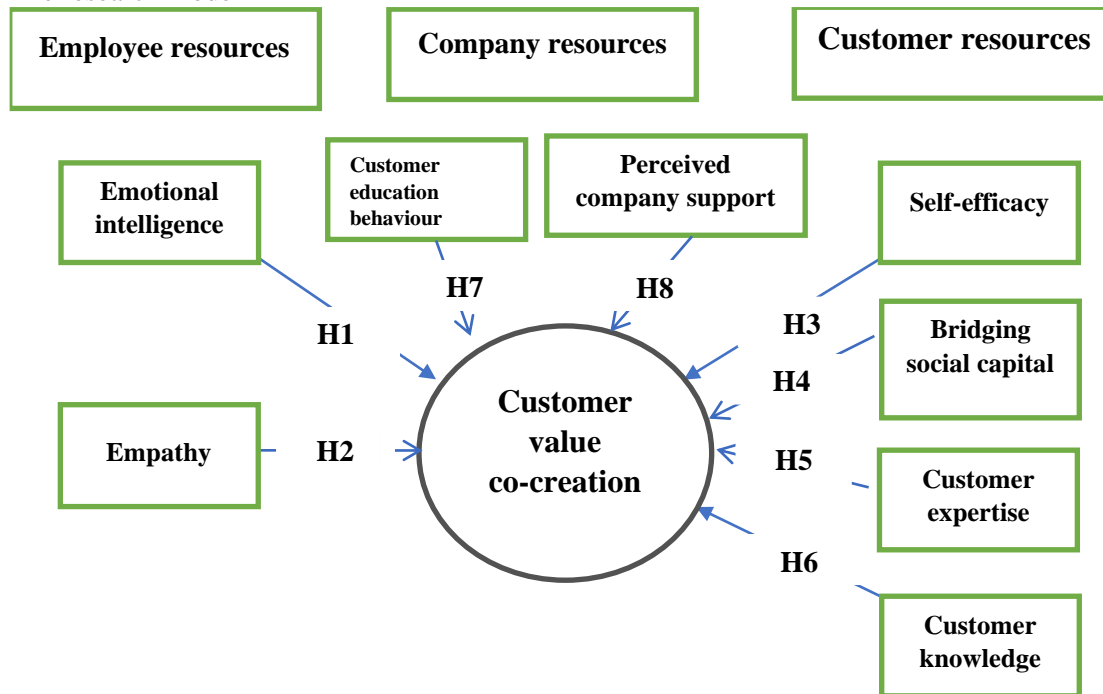 Employee resources
Company resources
Customer resources
Emotional
intelligence
Customer
education
behaviour
Perceived
company support
Self-efficacy
H7
H8
H1
H3
Bridging
social capital
H4
Empathy
H2
Customer
value
co-creation
H5
Customer
expertise
H6
Customer
knowledge